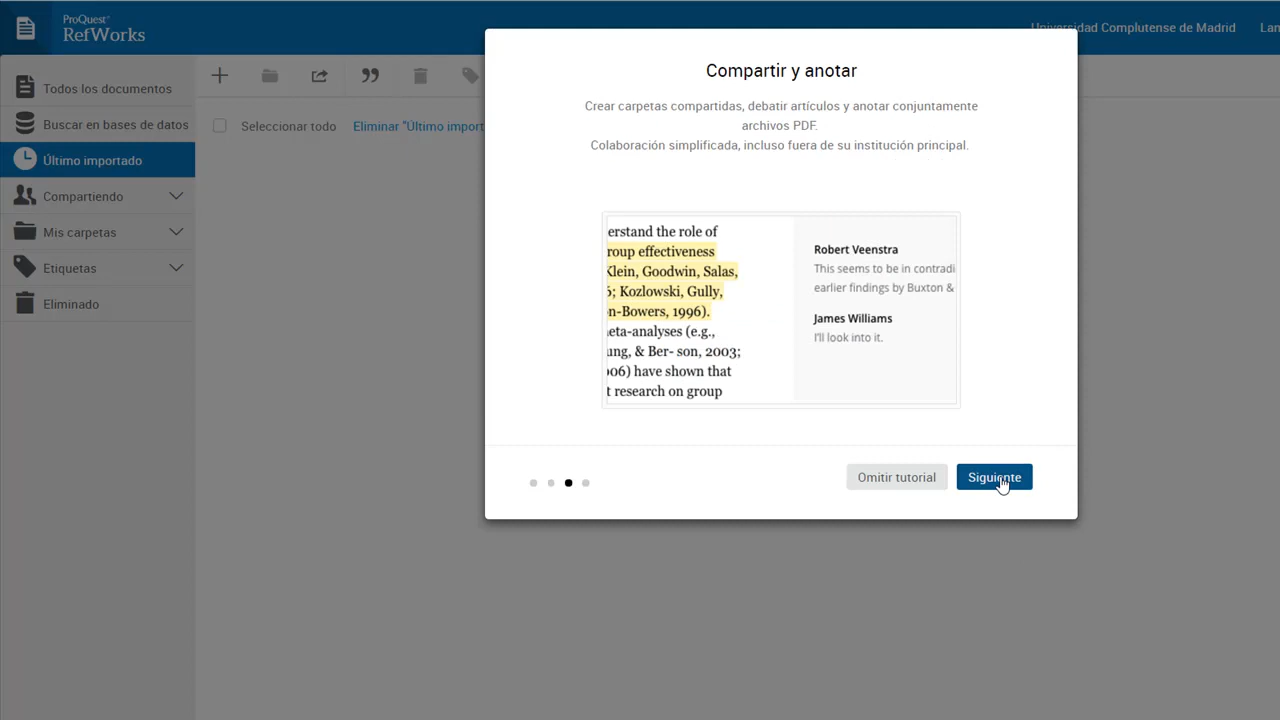 ProQuest
RefWorks
Universidad Complutense de Madrid
Todos los documentos
Buscar en bases de datos
Último importado
Compartiendo
Mis carpetas
Etiquetas
Eliminado
Seleccionar todo
Eliminar "Último import
Compartir y anotar
Crear carpetas compartidas, debatir artículos y anotar conjuntamente
archivos PDF.
Colaboración simplificada, incluso fuera de su institución principal.
erstand the role of
roup effectiveness
Klein, Goodwin, Salas,
6; Kozlowski, Gully,
n-Bowers, 1996).
eta-analyses (e.g.,
ung, & Ber- son, 2003;
006) have shown that
t research on group
Robert Veenstra
This seems to be in contradi
earlier findings by Buxton &
James Williams
I'll look into it.
Omitir tutorial
Siguiente